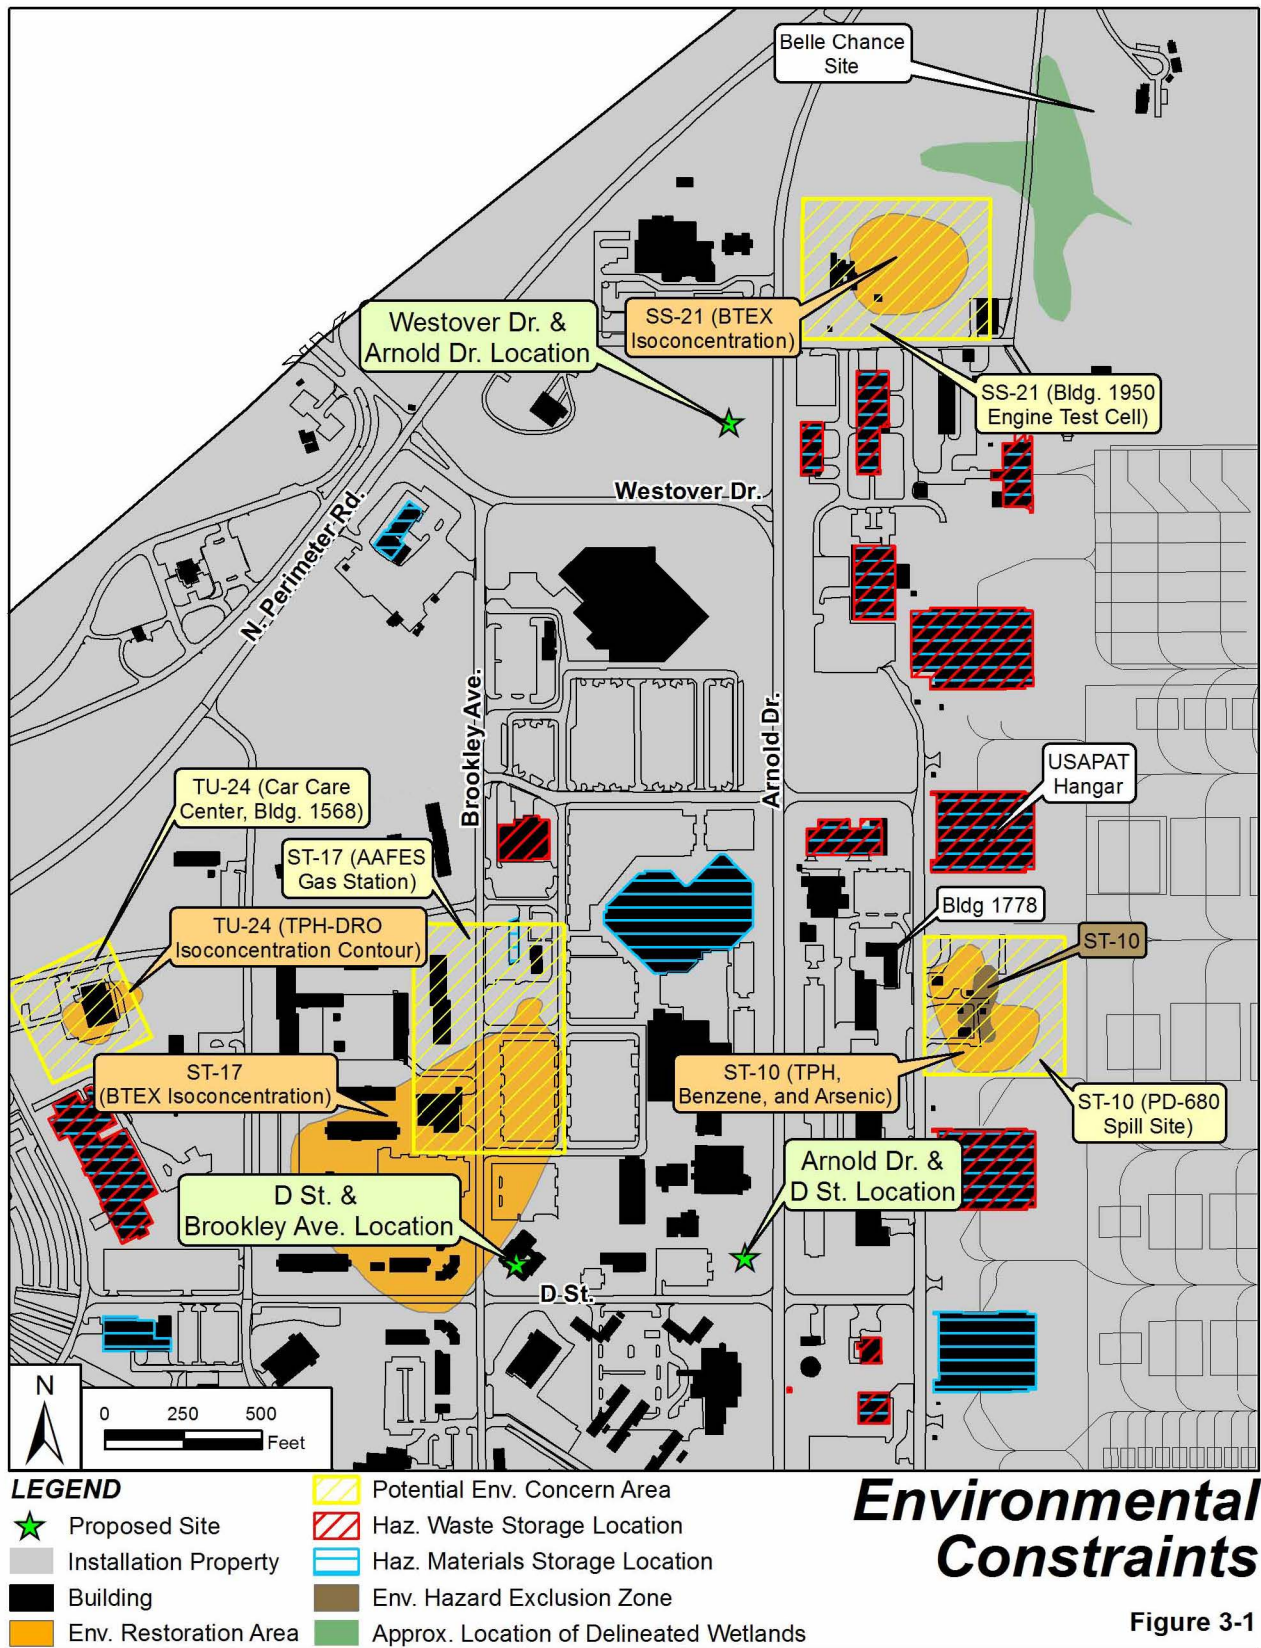 Belle Chance
Site
Westover Dr. &
Arnold Dr. Location
SS-21 (BTEX
Isoconcentration)
SS-21 (Bldg. 1950
Engine Test Cell)
Westover Dr.
N. Perimeter Rd.
Brookley Ave.
Arnold Dr.
USAPAT
Hangar
TU-24 (Car Care
Center, Bldg. 1568)
ST-17 (AAFES
Gas Station)
Bldg 1778
TU-24 (TPH-DRO
Isoconcentration Contour)
ST-10
ST-17
(BTEX Isoconcentration)
ST-10 (TPH,
Benzene, and Arsenic)
ST-10 (PD-680
Spill Site)
Arnold Dr. &
D St. Location
D St. &
Brookley Ave. Location
D St.
N
0 250 500
Feet
LEGEND
Proposed Site
Installation Property
Building
Env. Restoration Area
Potential Env. Concern Area
Haz. Waste Storage Location
Haz. Materials Storage Location
Env. Hazard Exclusion Zone
Approx. Location of Delineated Wetlands
Environmental
Constraints
Figure 3-1